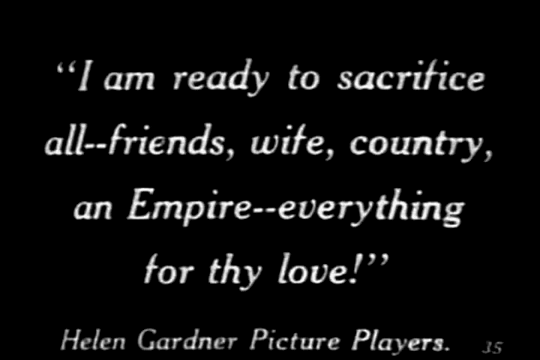 “I am ready to sacrifice
all--friends, wife, country,
an Empire--everything
for thy love!”
Helen Gardner Picture Players. 35